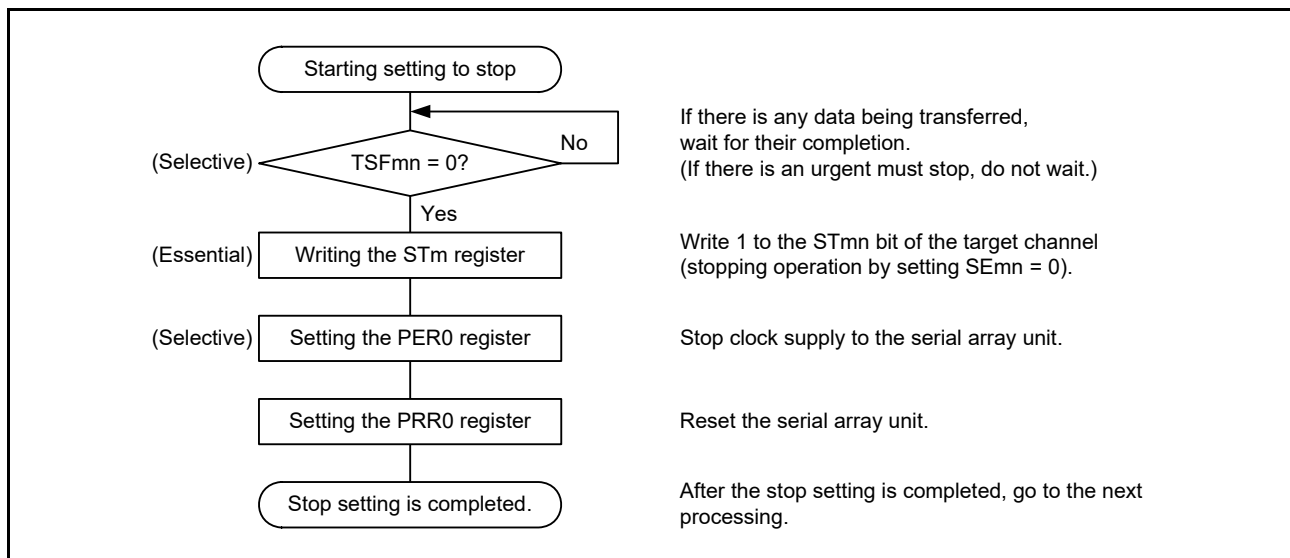 Starting setting to stop
If there is any data being transferred,
wait for their completion.
(If there is an urgent must stop, do not wait.)
No
(Selective)
TSFmn = 0?
Yes
(Essential)
Writing the STm register
Write 1 to the STmn bit of the target channel
(stopping operation by setting SEmn = 0).
(Selective)
Setting the PER0 register
Stop clock supply to the serial array unit.
Setting the PRR0 register
Reset the serial array unit.
Stop setting is completed.
After the stop setting is completed, go to the next
processing.